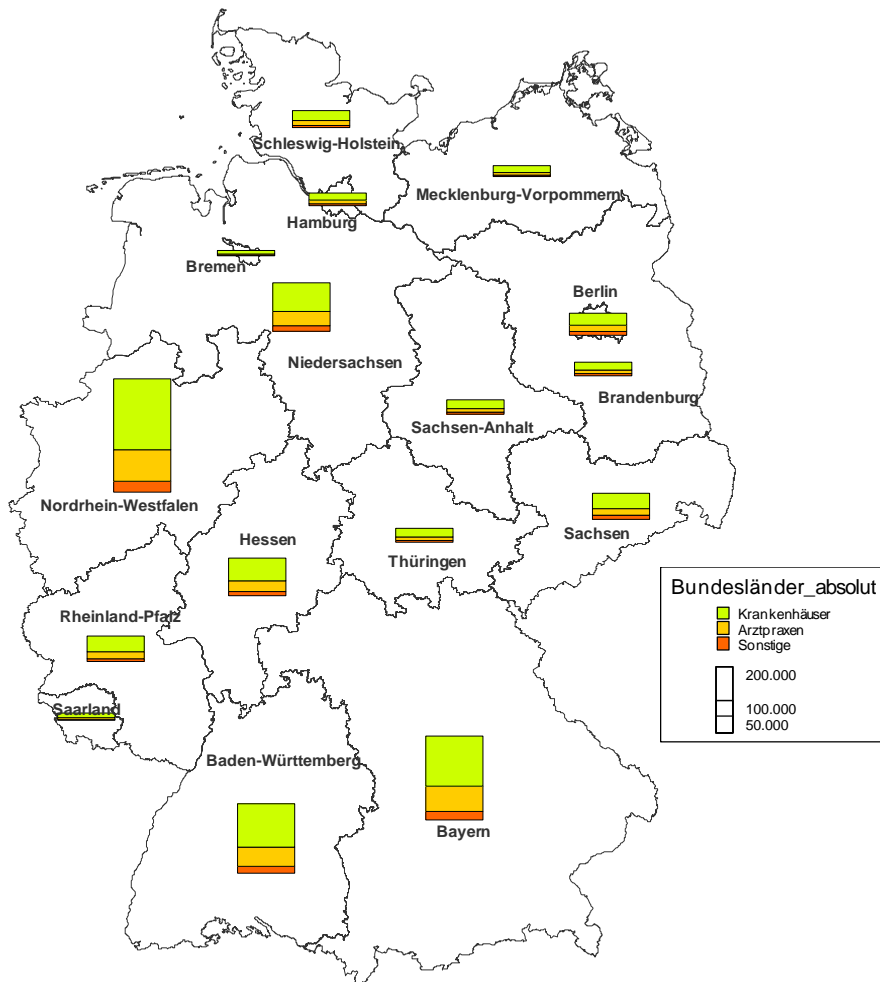 Schleswig-Holstein
Mecklenburg-Vorpommern
Hamburg
Bremen
Berlin
Niedersachsen
Brandenburg
Sachsen-Anhalt
Nordrhein-Westfalen
Sachsen
Hessen
Thüringen
Rheinland-Pfalz
Saarland
Baden-Württemberg
Bayern
Bundesländer_absolut
Krankenhäuser
Arztpraxen
Sonstige
200.000
100.000
50.000